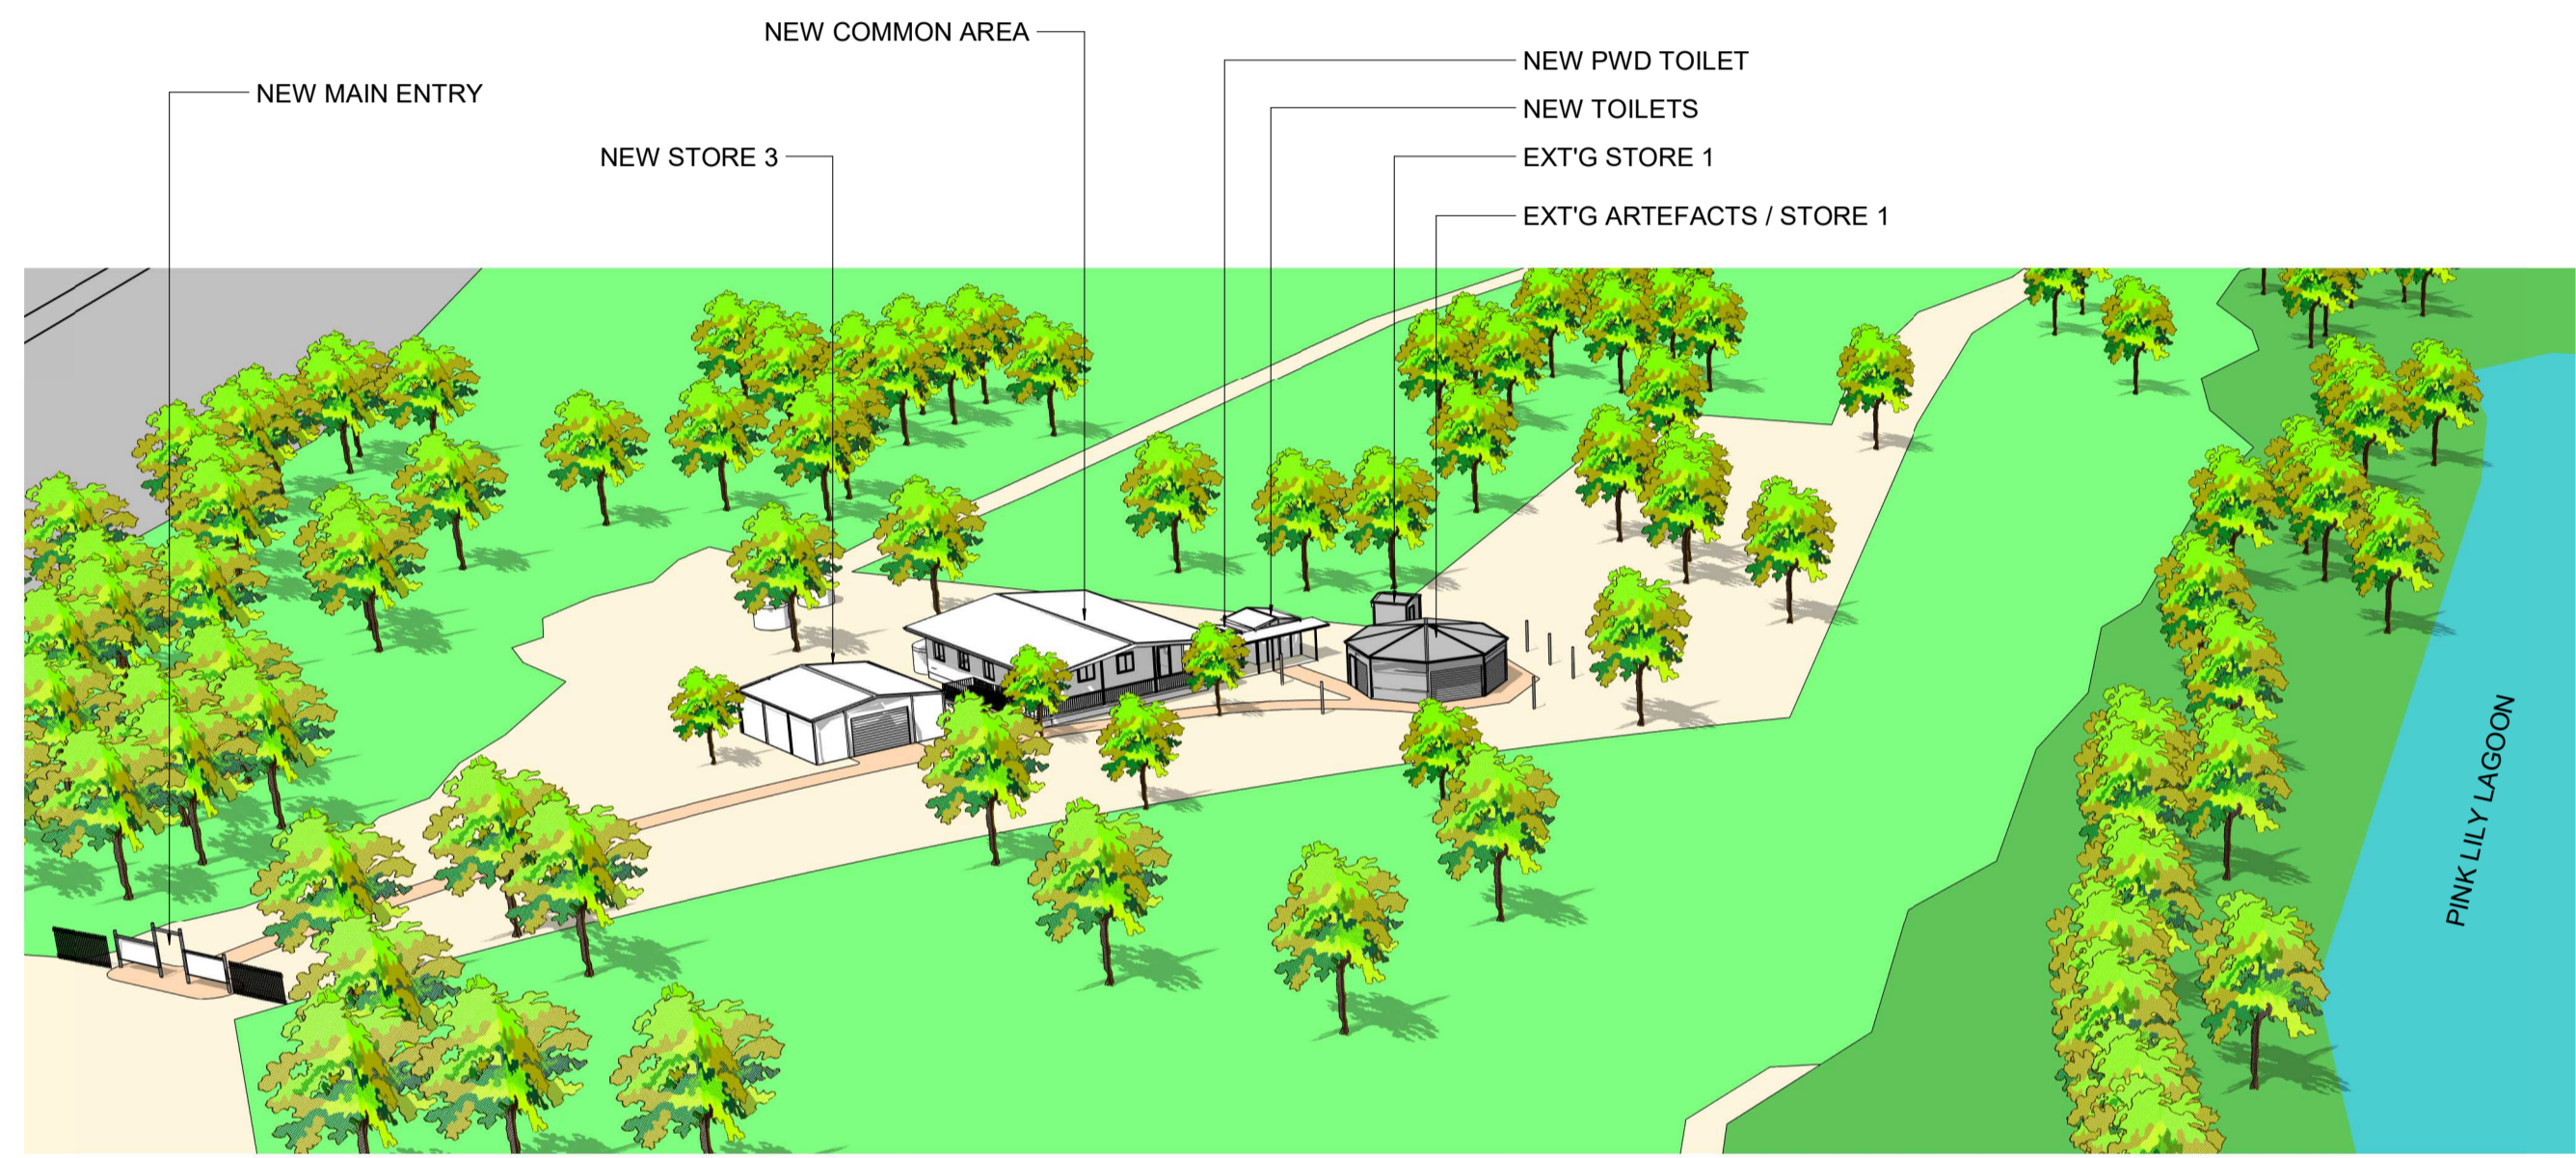 NEW COMMON AREA
NEW PWD TOILET
NEW MAIN ENTRY
NEW TOILETS
NEW STORE 3
EXT'G STORE 1
EXT'G ARTEFACTS / STORE 1
PINK LILY LAGOON